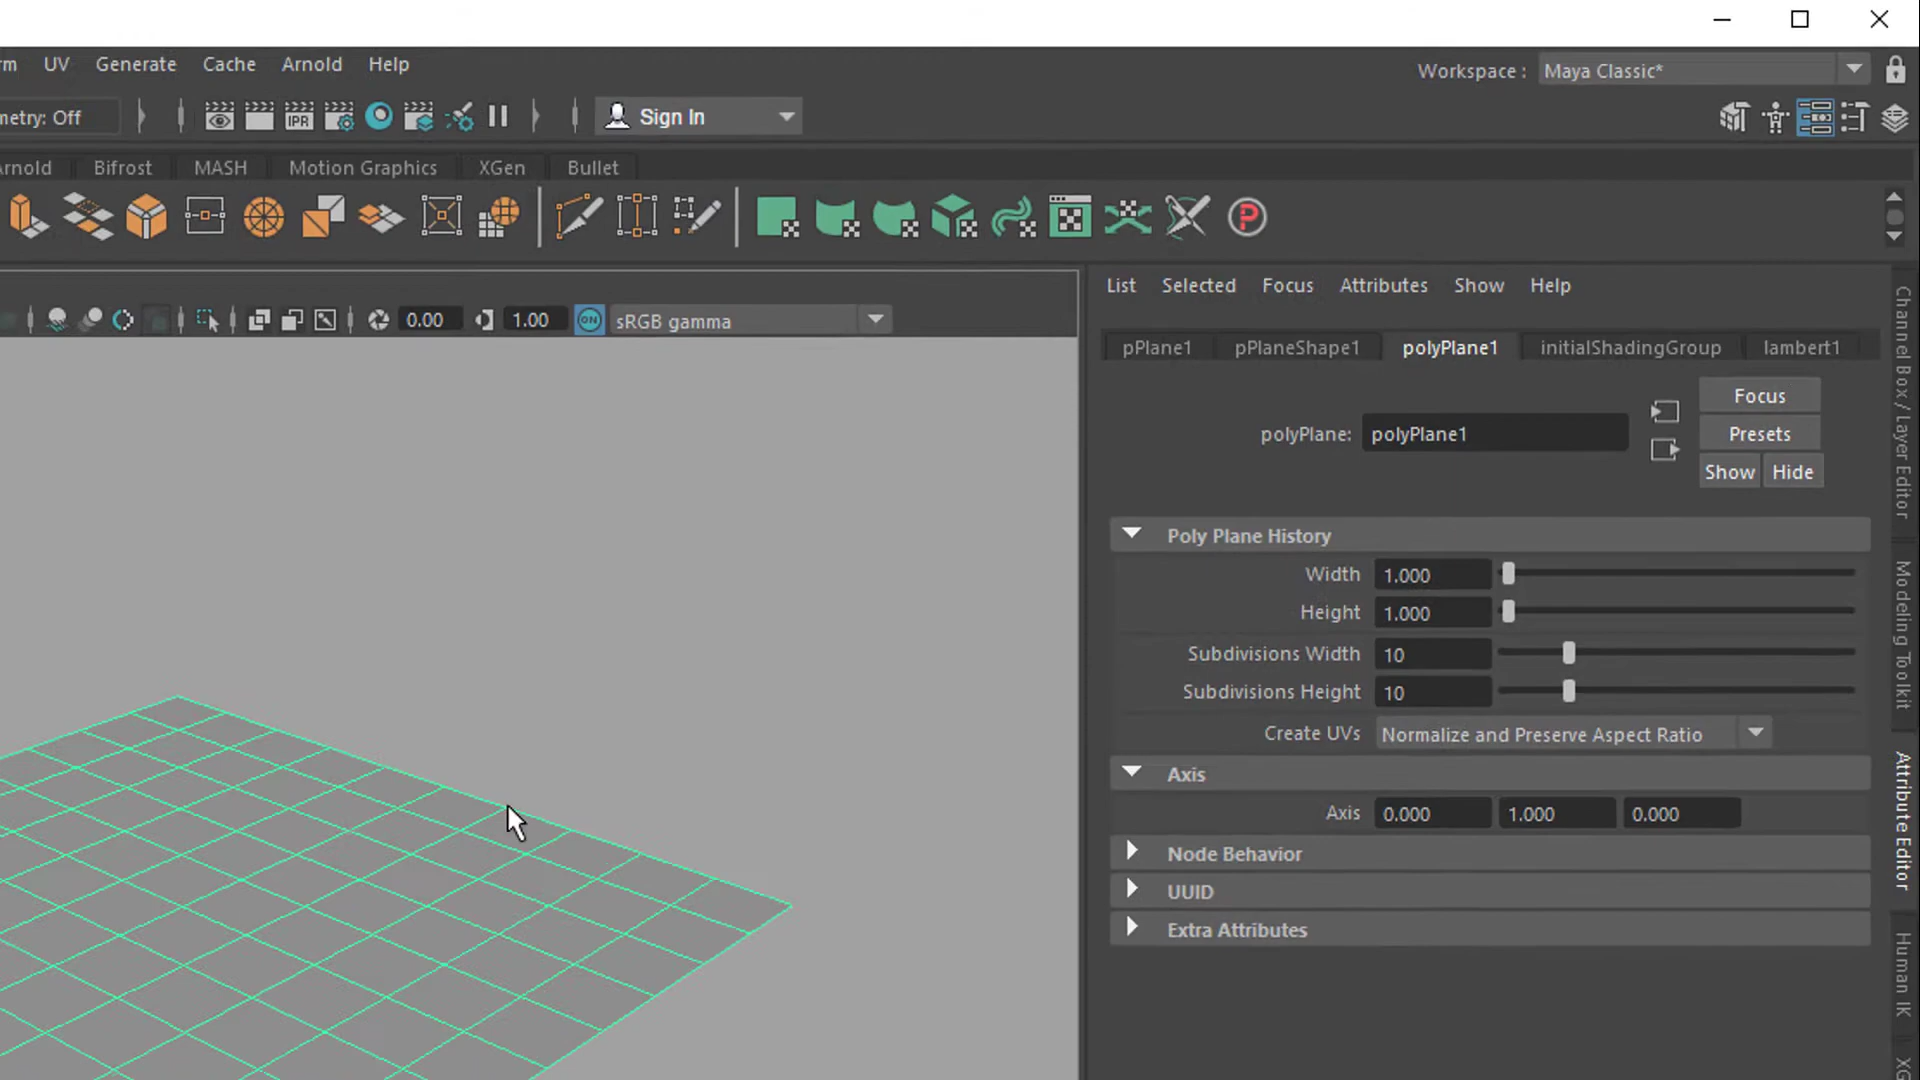 rm UV Generate Cache Arnold Help
Workspace : Maya Classic*
metry: Off IPR Sign In
Arnold Bifrost MASH Motion Graphics XGen Bullet
P
List Selected Focus Attributes Show Help
0.00 1.00 ON sRGB gamma
pPlane1 pPlaneShape1 polyPlane1 initialShadingGroup lambert1
Focus
polyPlane: polyPlane1 Presets
Show Hide
Poly Plane History
Width 1.000
Height 1.000
Subdivisions Width 10
Subdivisions Height 10
Create UVs Normalize and Preserve Aspect Ratio
Axis
Axis 0.000 1.000 0.000
Node Behavior
UUID
Extra Attributes
Channel Box / Layer Editor
Modeling Toolkit
Attribute Editor
Human IK
XG